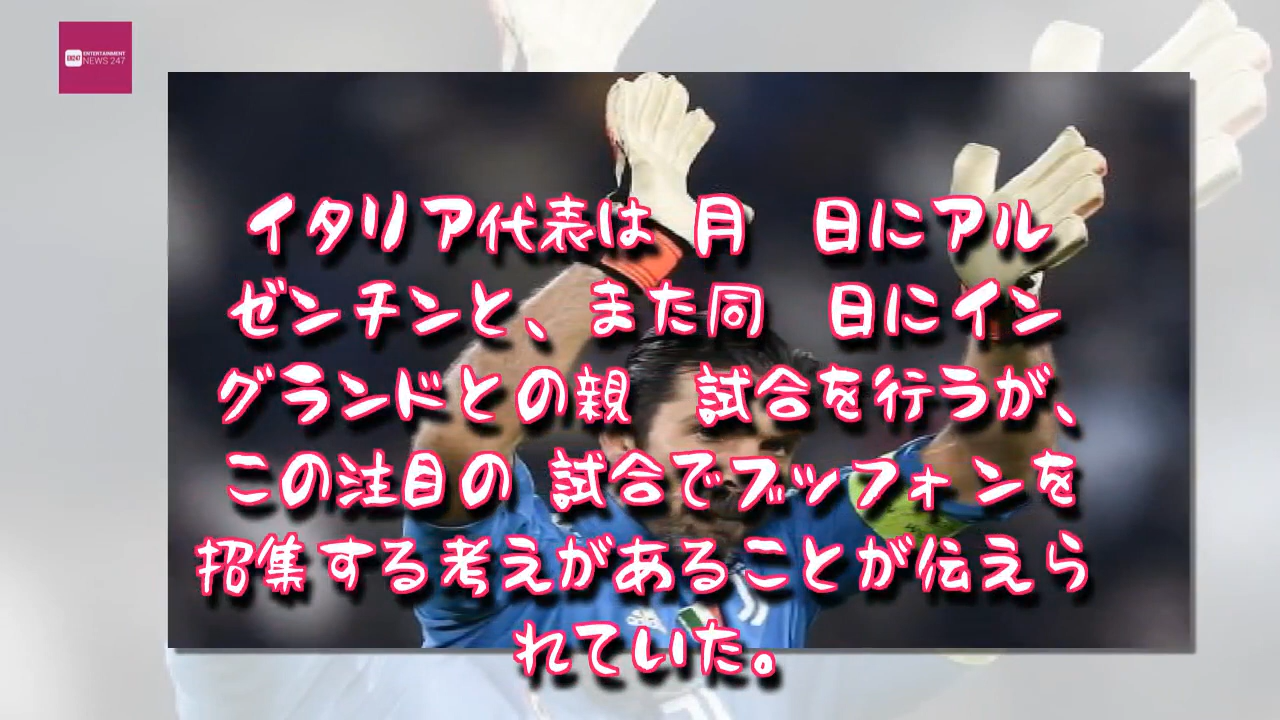 ENTERTAINMENT
NEWS 247
イタリア代表は 月　日にアル
ゼンチンと、また同　日にイン
グランドとの親　試合を行うが、
この注目の 試合でブッフォンを
招集する考えがあることが伝えら
れていた。